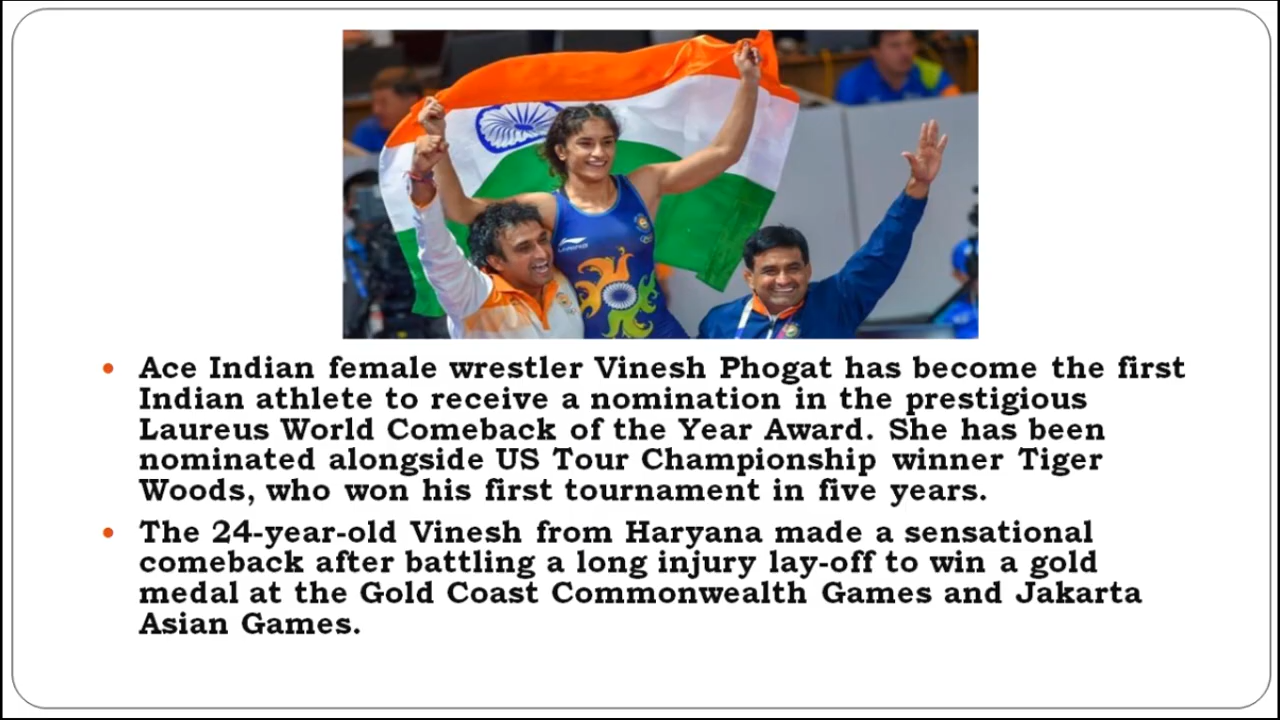 Ace Indian female wrestler Vinesh Phogat has become the first
Indian athlete to receive a nomination in the prestigious
Laureus World Comeback of the Year Award. She has been
nominated alongside US Tour Championship winner Tiger
Woods, who won his first tournament in five years.
The 24-year-old Vinesh from Haryana made a sensational
comeback after battling a long injury lay-off to win a gold
medal at the Gold Coast Commonwealth Games and Jakarta
Asian Games.